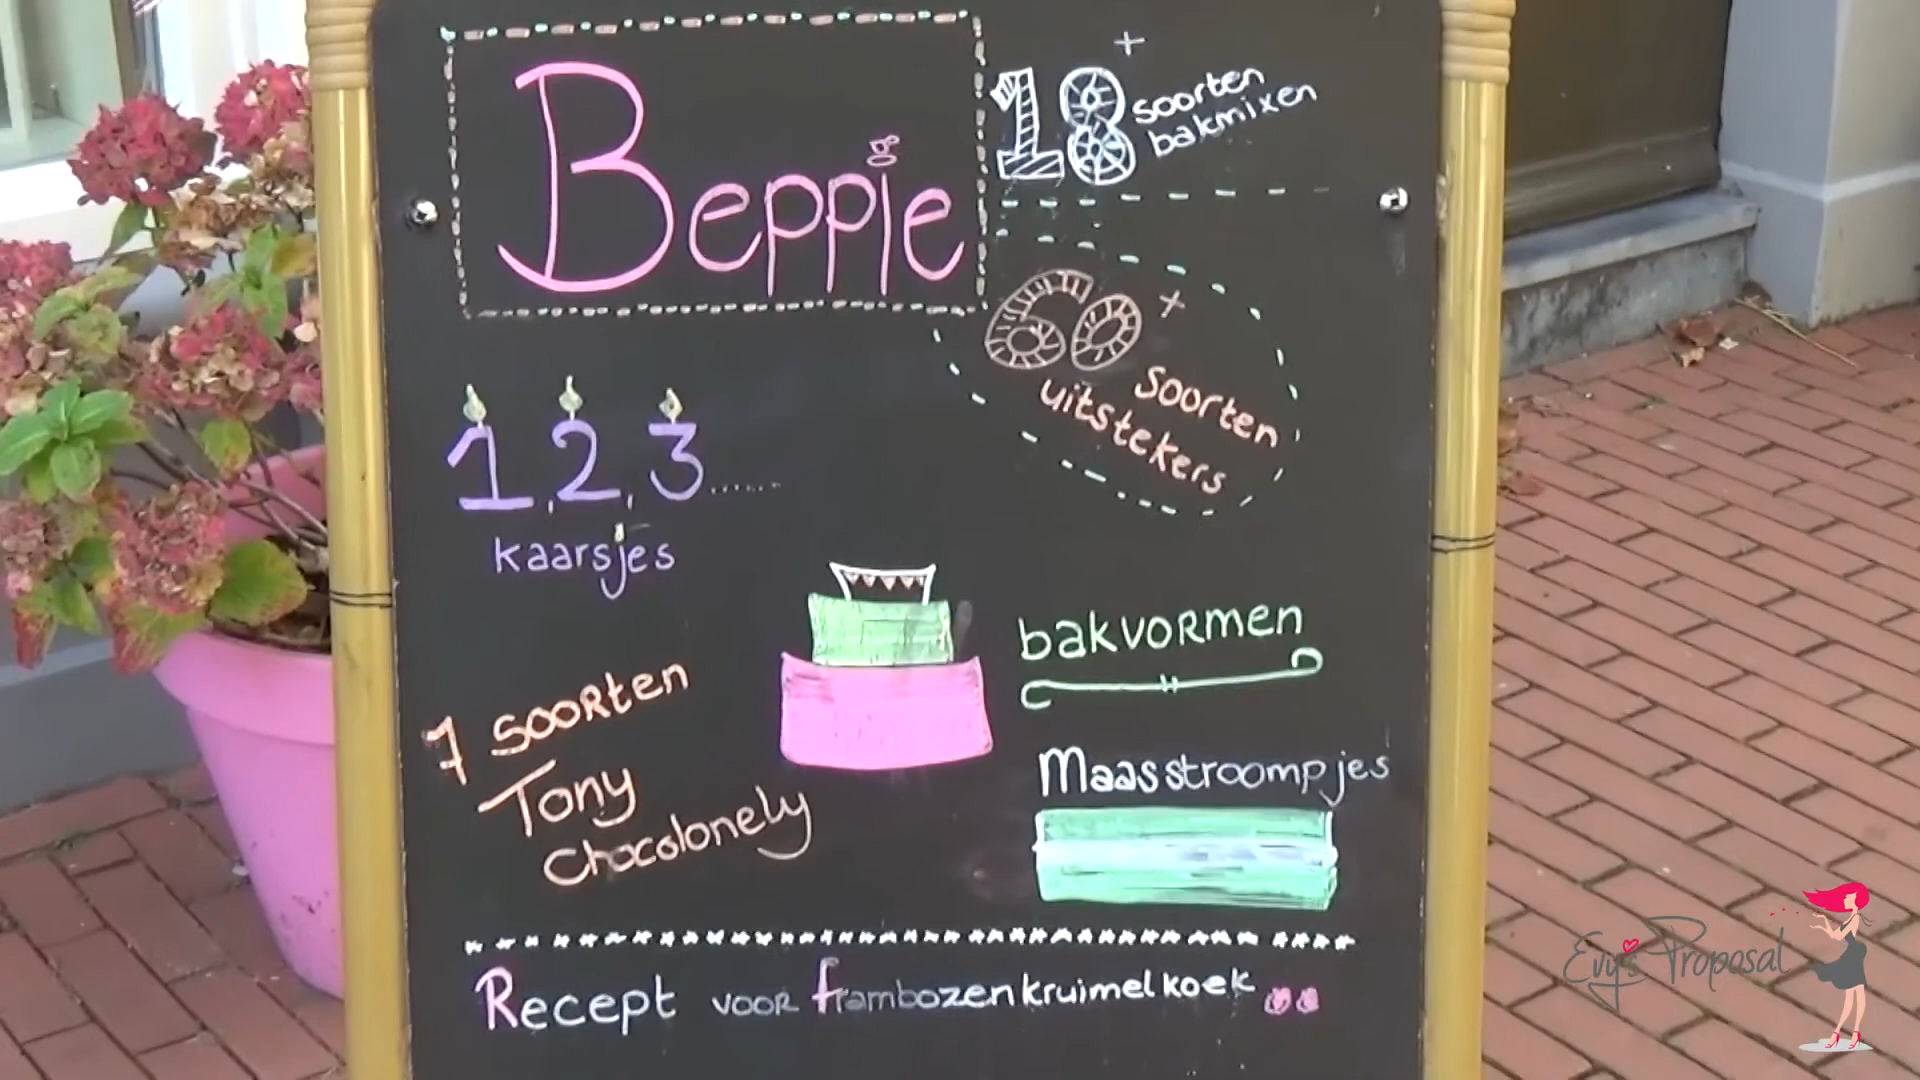 Beppie
18+
soorten
bakmixen
60+
soorten
uitstekers
1, 2, 3......
kaarsjes
bakvormen
7 soorten
Tony
Chocolonely
Maasstroompjes
Recept voor frambozenkruimelkoek
Evy's Proposal